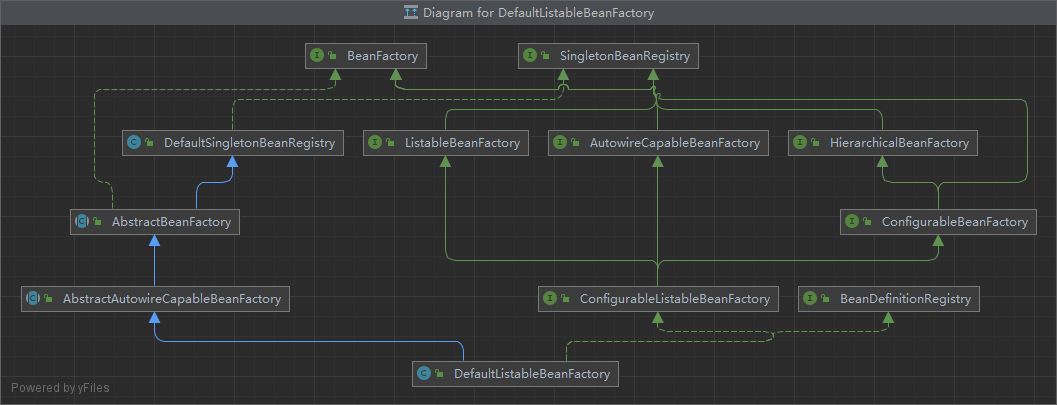 Diagram for DefaultListableBeanFactory
BeanFactory
SingletonBeanRegistry
DefaultSingletonBeanRegistry
ListableBeanFactory
AutowireCapableBeanFactory
HierarchicalBeanFactory
AbstractBeanFactory
ConfigurableBeanFactory
AbstractAutowireCapableBeanFactory
ConfigurableListableBeanFactory
BeanDefinitionRegistry
DefaultListableBeanFactory
Powered by yFiles